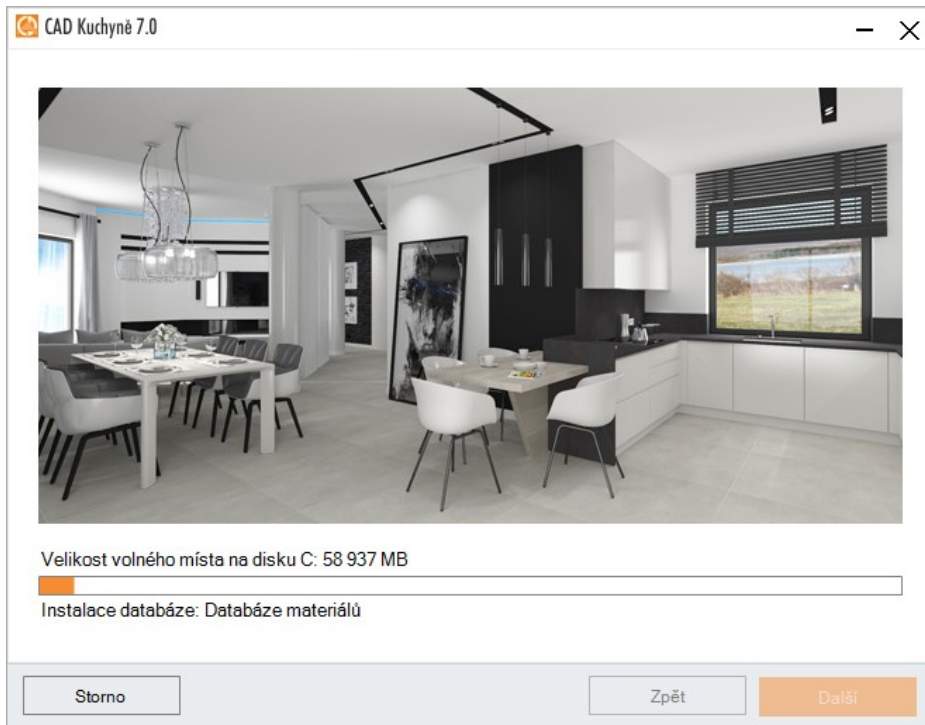 CAD Kuchyně 7.0
Velikost volného místa na disku C: 58 937 MB
Instalace databáze: Databáze materiálů
Storno
Zpět
Další